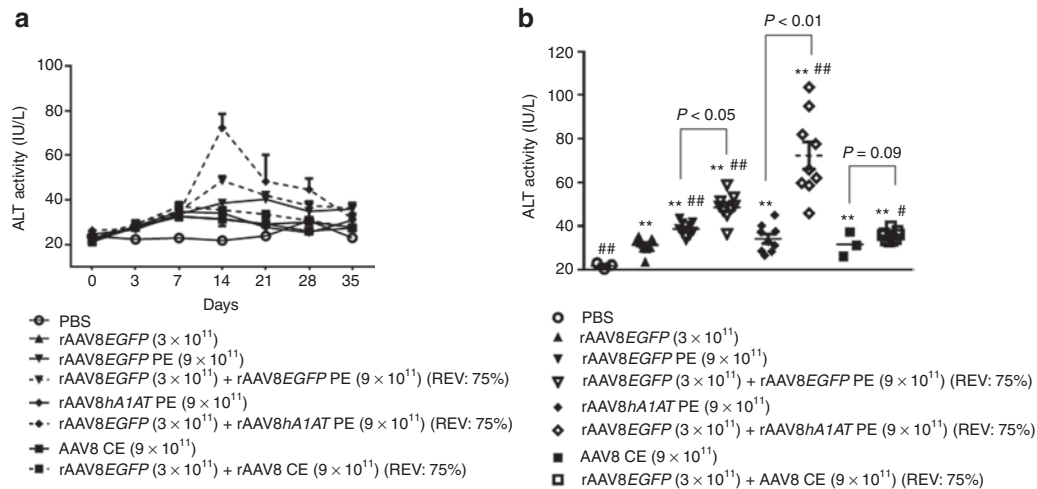 a
ALT activity (IU/L)
100
80
60
40
20
0 3 7 14 21 28 35
Days
PBS
rAAV8EGFP (3 × 10¹¹)
rAAV8EGFP PE (9 × 10¹¹)
rAAV8EGFP (3 × 10¹¹) + rAAV8EGFP PE (9 × 10¹¹) (REV: 75%)
rAAV8hA1AT PE (9 × 10¹¹)
rAAV8EGFP (3 × 10¹¹) + rAAV8hA1AT PE (9 × 10¹¹) (REV: 75%)
AAV8 CE (9 × 10¹¹)
rAAV8EGFP (3 × 10¹¹) + rAAV8 CE (9 × 10¹¹) (REV: 75%)
b
ALT activity (IU/L)
120
100
80
60
40
20
P < 0.01
** ##
P < 0.05
** ##
P = 0.09
** ##
**
**
**
** #
##
PBS
rAAV8EGFP (3 × 10¹¹)
rAAV8EGFP PE (9 × 10¹¹)
rAAV8EGFP (3 × 10¹¹) + rAAV8EGFP PE (9 × 10¹¹) (REV: 75%)
rAAV8hA1AT PE (9 × 10¹¹)
rAAV8EGFP (3 × 10¹¹) + rAAV8hA1AT PE (9 × 10¹¹) (REV: 75%)
AAV8 CE (9 × 10¹¹)
rAAV8EGFP (3 × 10¹¹) + AAV8 CE (9 × 10¹¹) (REV: 75%)